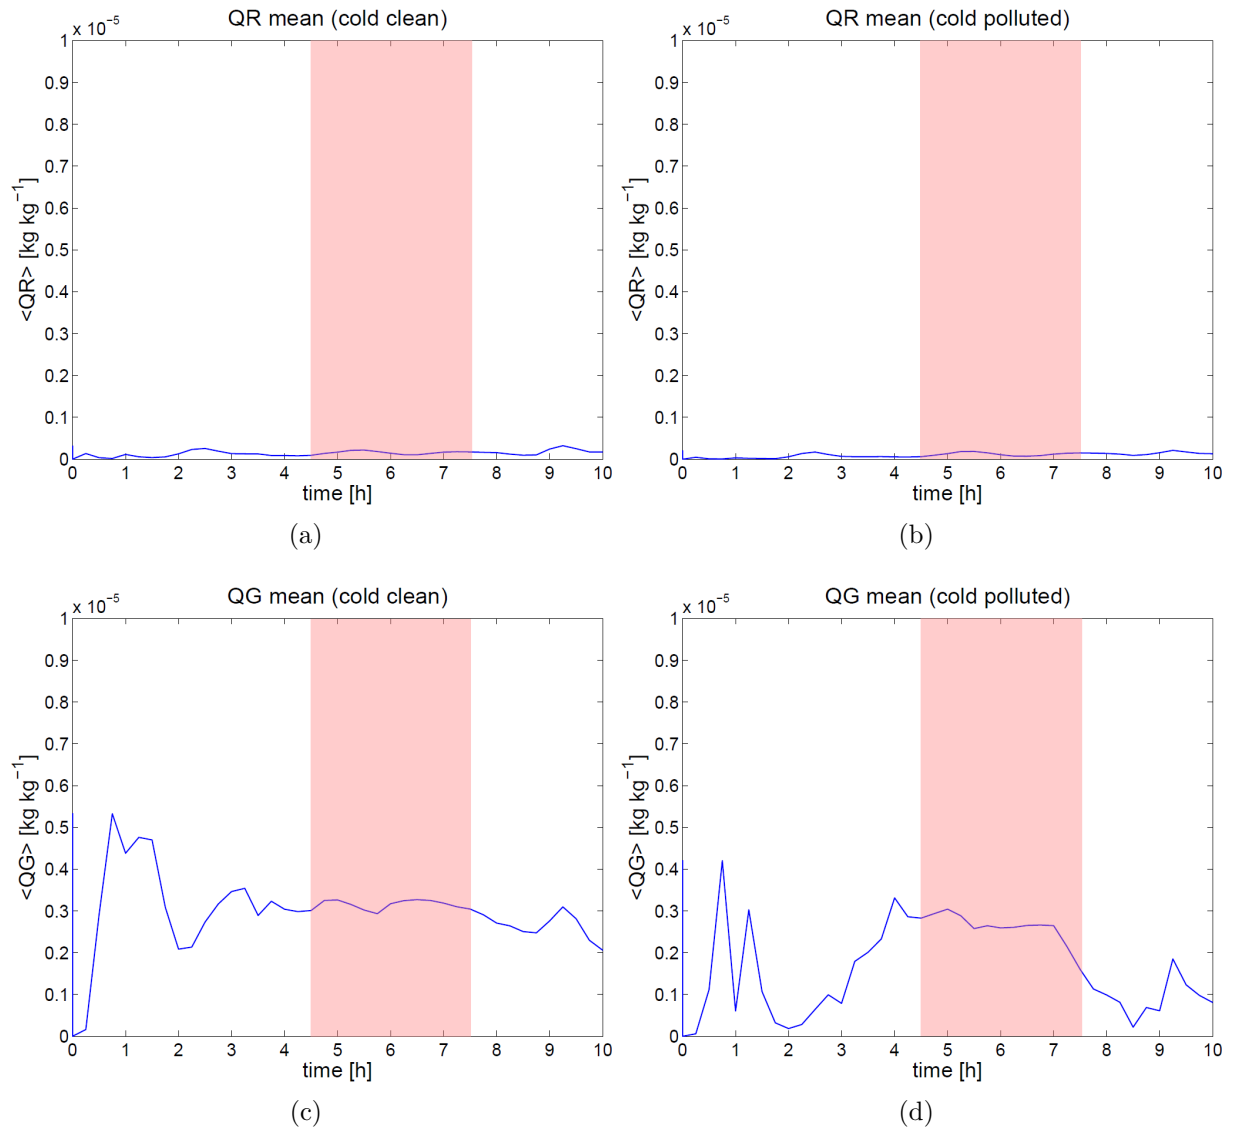 QR mean (cold clean)
x 10⁻⁵
1
0.9
0.8
0.7
0.6
0.5
0.4
0.3
0.2
0.1
0
<QR> [kg kg⁻¹]
0 1 2 3 4 5 6 7 8 9 10
time [h]
(a)
QR mean (cold polluted)
x 10⁻⁵
1
0.9
0.8
0.7
0.6
0.5
0.4
0.3
0.2
0.1
0
<QR> [kg kg⁻¹]
0 1 2 3 4 5 6 7 8 9 10
time [h]
(b)
QG mean (cold clean)
x 10⁻⁵
1
0.9
0.8
0.7
0.6
0.5
0.4
0.3
0.2
0.1
0
<QG> [kg kg⁻¹]
0 1 2 3 4 5 6 7 8 9 10
time [h]
(c)
QG mean (cold polluted)
x 10⁻⁵
1
0.9
0.8
0.7
0.6
0.5
0.4
0.3
0.2
0.1
0
<QG> [kg kg⁻¹]
0 1 2 3 4 5 6 7 8 9 10
time [h]
(d)